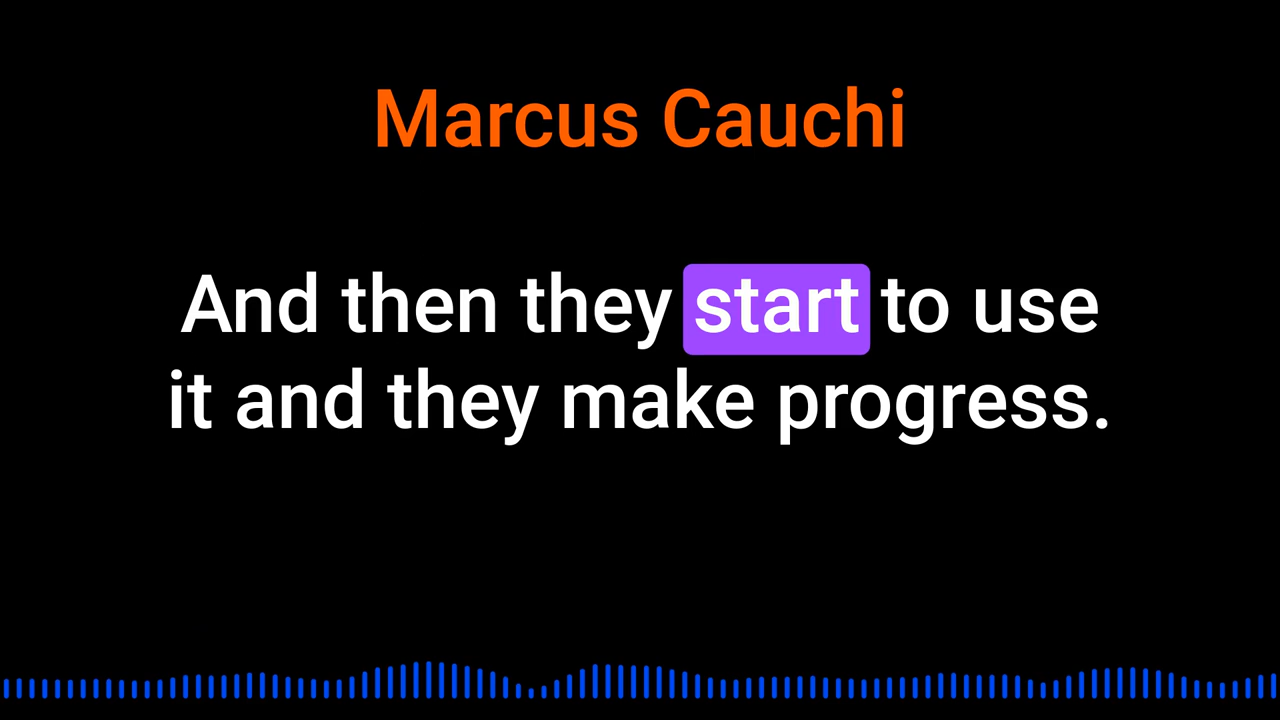 Marcus Cauchi
And then they start to use
it and they make progress.